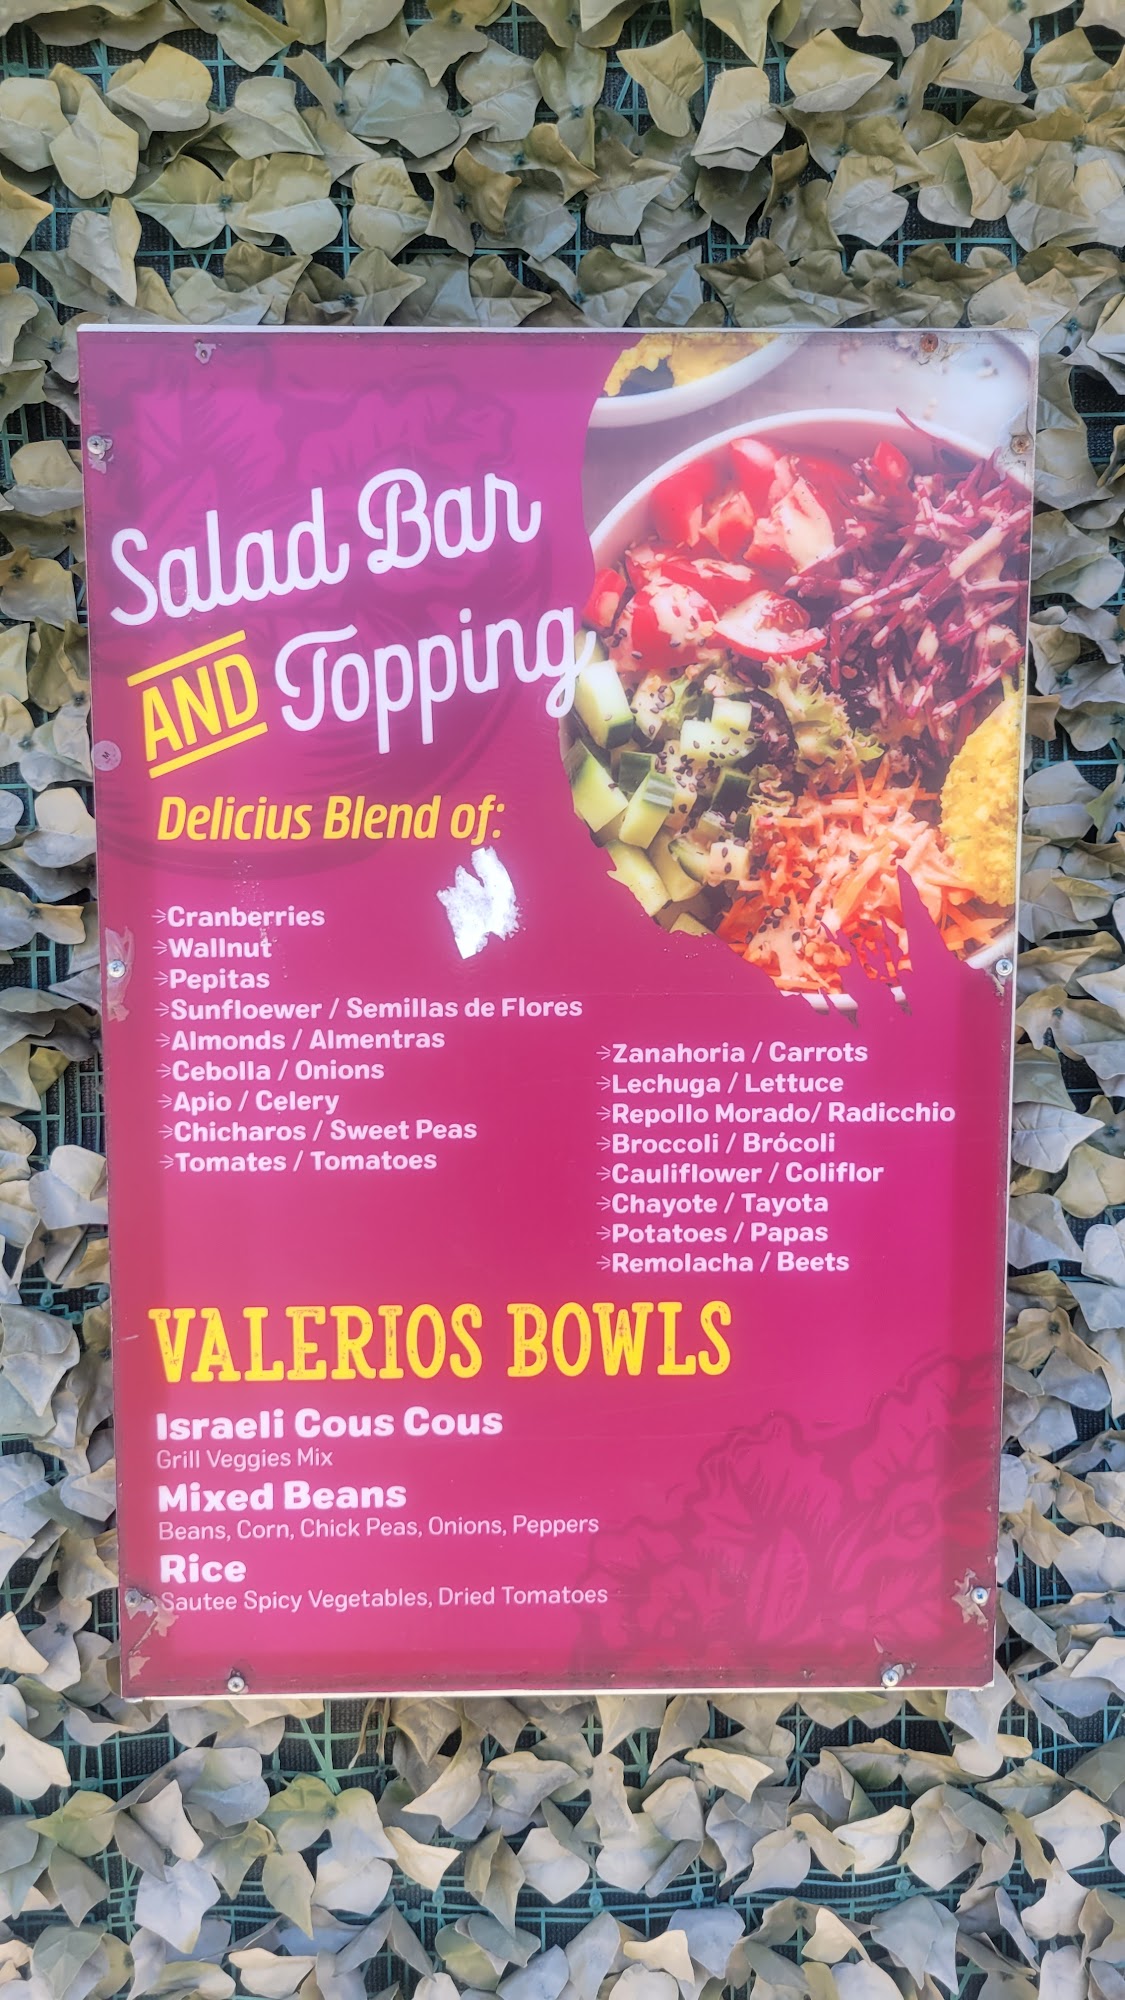 Salad Bar
AND Topping
Delicius Blend of:
Cranberries
Wallnut
Pepitas
Sunfloewer / Semillas de Flores
Almonds / Almentras
Cebolla / Onions
Apio / Celery
Chicharos / Sweet Peas
Tomates / Tomatoes
Zanahoria / Carrots
Lechuga / Lettuce
Repollo Morado/ Radicchio
Broccoli / Brócoli
Cauliflower / Coliflor
Chayote / Tayota
Potatoes / Papas
Remolacha / Beets
VALERIOS BOWLS
Israeli Cous Cous
Grill Veggies Mix
Mixed Beans
Beans, Corn, Chick Peas, Onions, Peppers
Rice
Sautee Spicy Vegetables, Dried Tomatoes